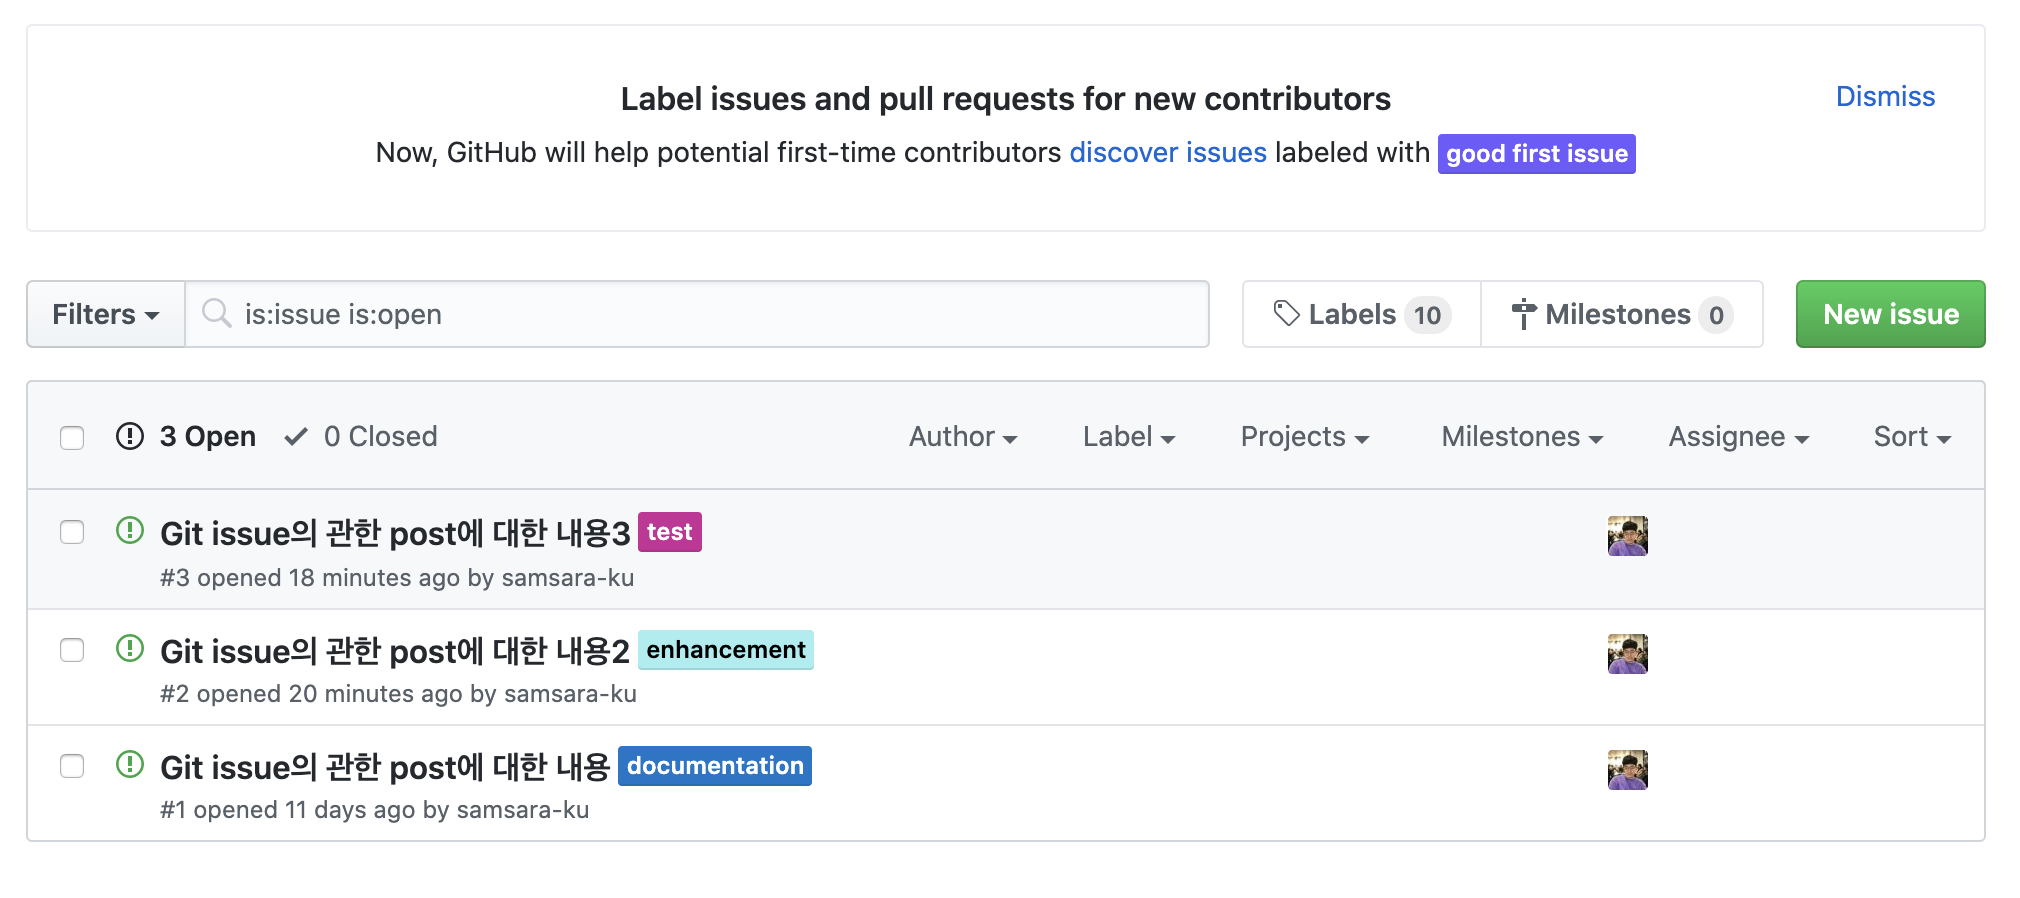 Label issues and pull requests for new contributors
Dismiss
Now, GitHub will help potential first-time contributors discover issues labeled with good first issue
Filters is:issue is:open Labels 10 Milestones 0 New issue
3 Open 0 Closed Author Label Projects Milestones Assignee Sort
Git issue의 관한 post에 대한 내용3 test
#3 opened 18 minutes ago by samsara-ku
Git issue의 관한 post에 대한 내용2 enhancement
#2 opened 20 minutes ago by samsara-ku
Git issue의 관한 post에 대한 내용 documentation
#1 opened 11 days ago by samsara-ku